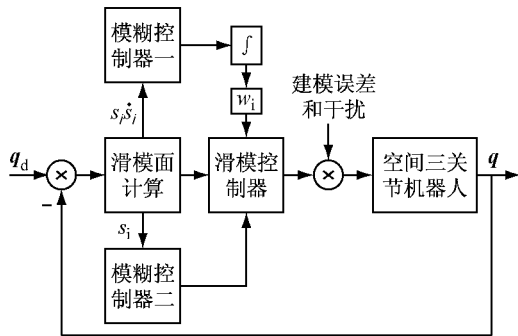 模糊控
制器一
∫
s_i ṡ_i
w_i
建模误差
和干扰
q_d
×
−
滑模面
计算
滑模控
制器
×
空间三关
节机器人
q
s_i
模糊控
制器二